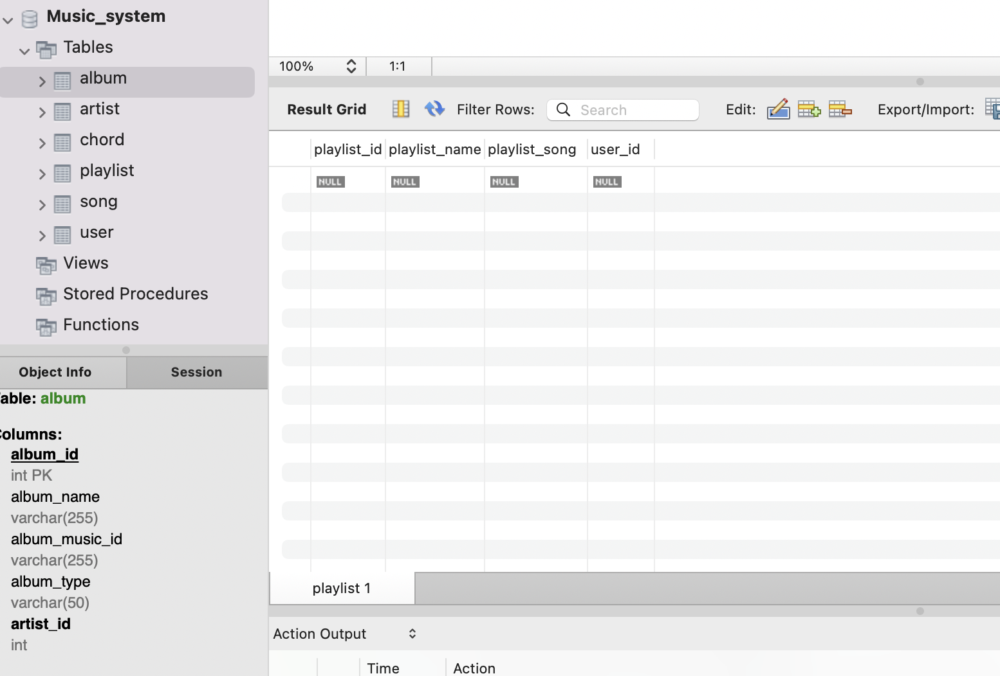 Music_system
Tables
album
artist
chord
playlist
song
user
Views
Stored Procedures
Functions
Object Info Session
able: album
olumns:
album_id
int PK
album_name
varchar(255)
album_music_id
varchar(255)
album_type
varchar(50)
artist_id
int
100% 1:1
Result Grid Filter Rows: Search Edit: Export/Import:
playlist_id playlist_name playlist_song user_id
NULL NULL NULL NULL
playlist 1
Action Output
Time Action